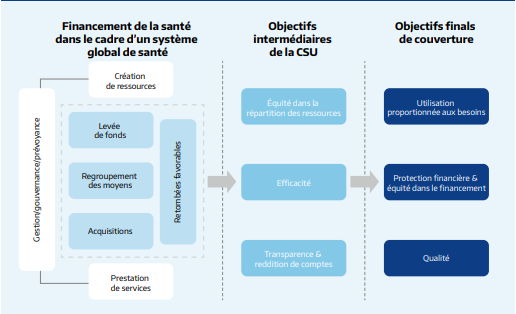 Financement de la santé
dans le cadre d'un système
global de santé
Objectifs
intermédiaires
de la CSU
Objectifs finals
de couverture
Gestion/gouvernance/prévoyance
Création
de ressources
Levée
de fonds
Regroupement
des moyens
Acquisitions
Retombées favorables
Prestation
de services
Équité dans la
répartition des ressources
Efficacité
Transparence &
reddition de comptes
Utilisation
proportionnée aux besoins
Protection financière &
équité dans le financement
Qualité